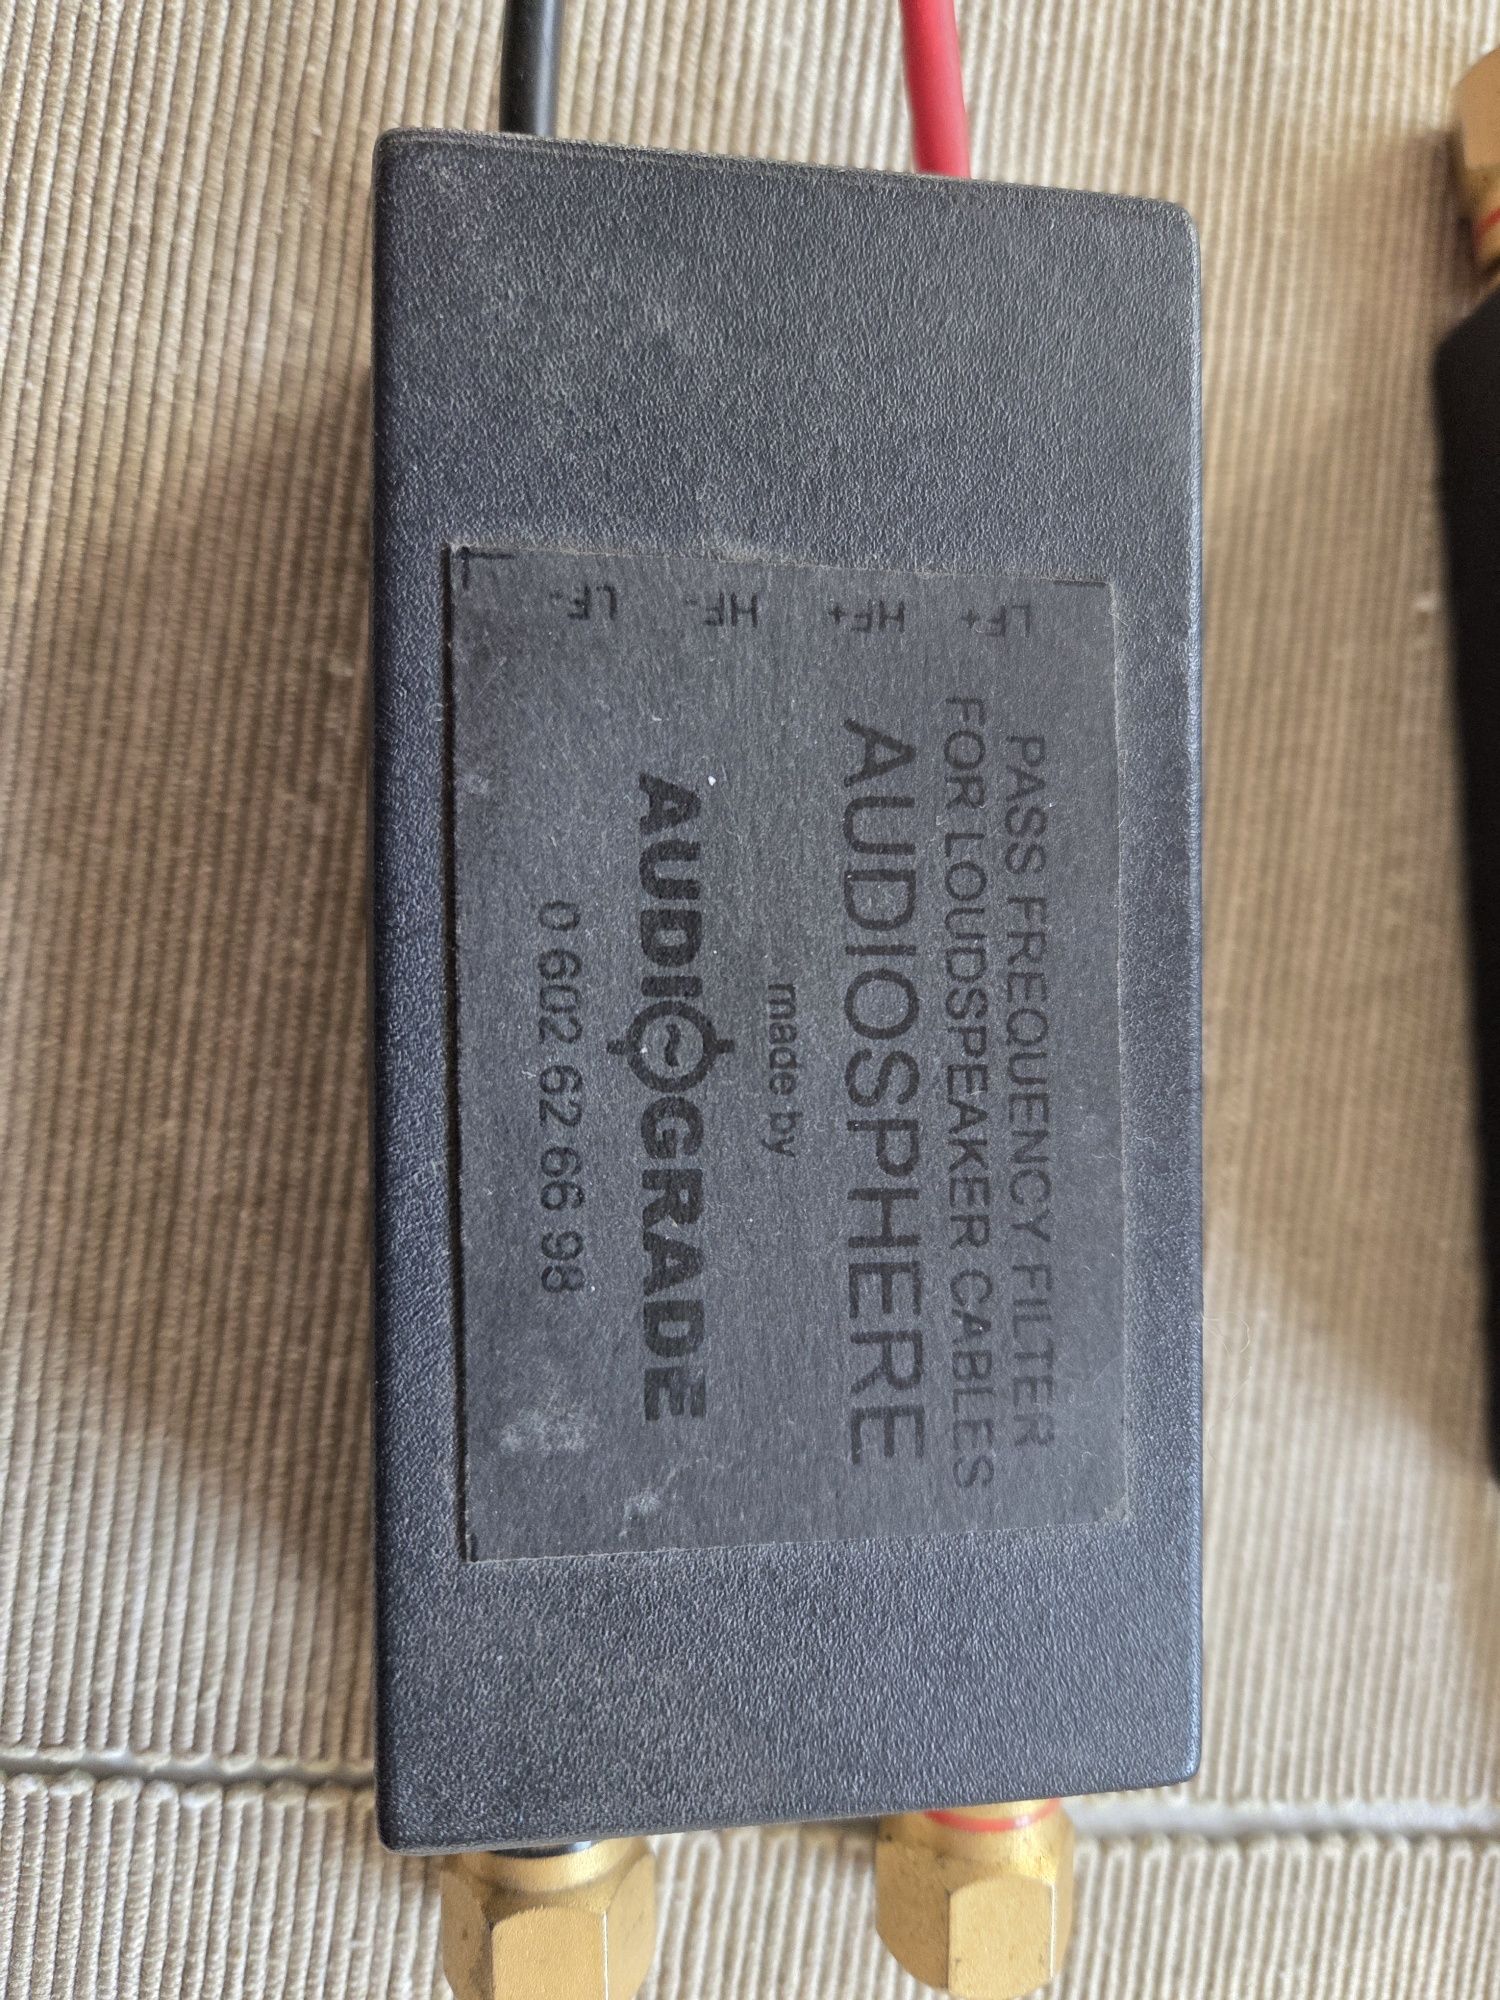 PASS FREQUENCY FILTER
FOR LOUDSPEAKER CABLES
AUDIOSPHERE
made by
AUDIOGRADE
0 602 62 66 98
LF+
HF+
HF-
LF-